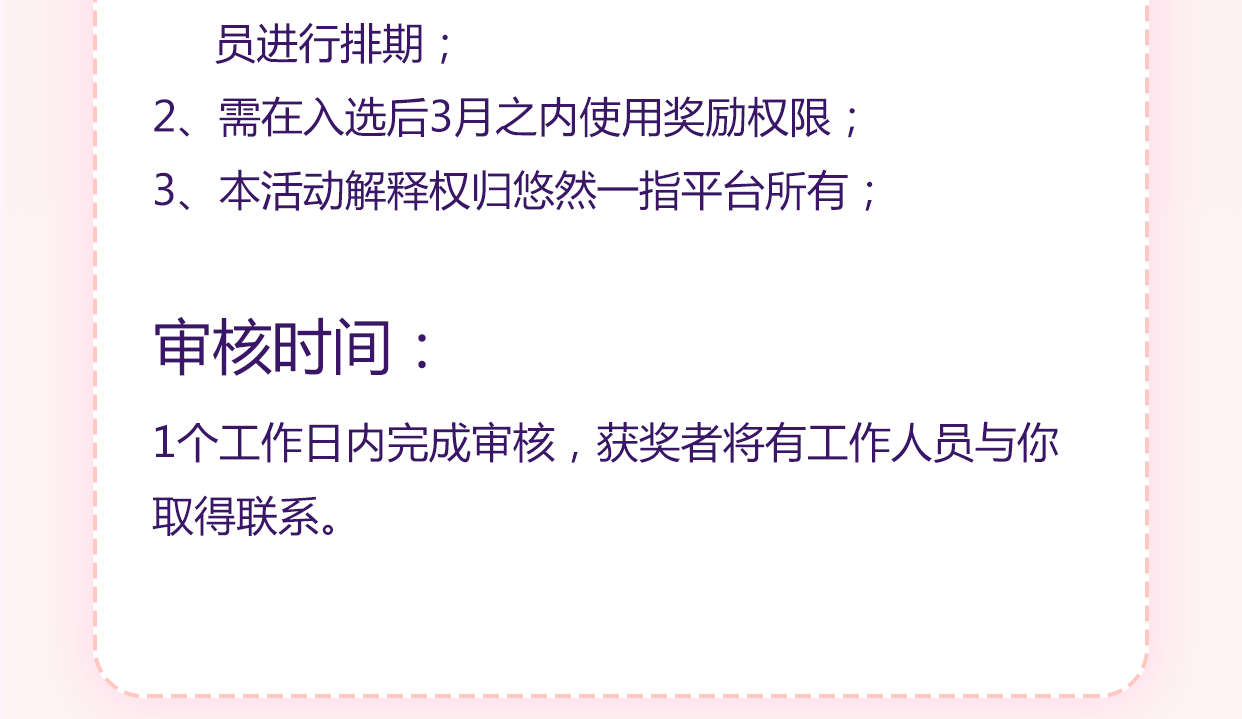 员进行排期；
2、需在入选后3月之内使用奖励权限；
3、本活动解释权归悠然一指平台所有；
审核时间：
1个工作日内完成审核，获奖者将有工作人员与你
取得联系。